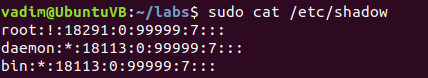 vadim@UbuntuVB:~/labs$ sudo cat /etc/shadow
root:!:18291:0:99999:7:::
daemon:*:18113:0:99999:7:::
bin:*:18113:0:99999:7:::